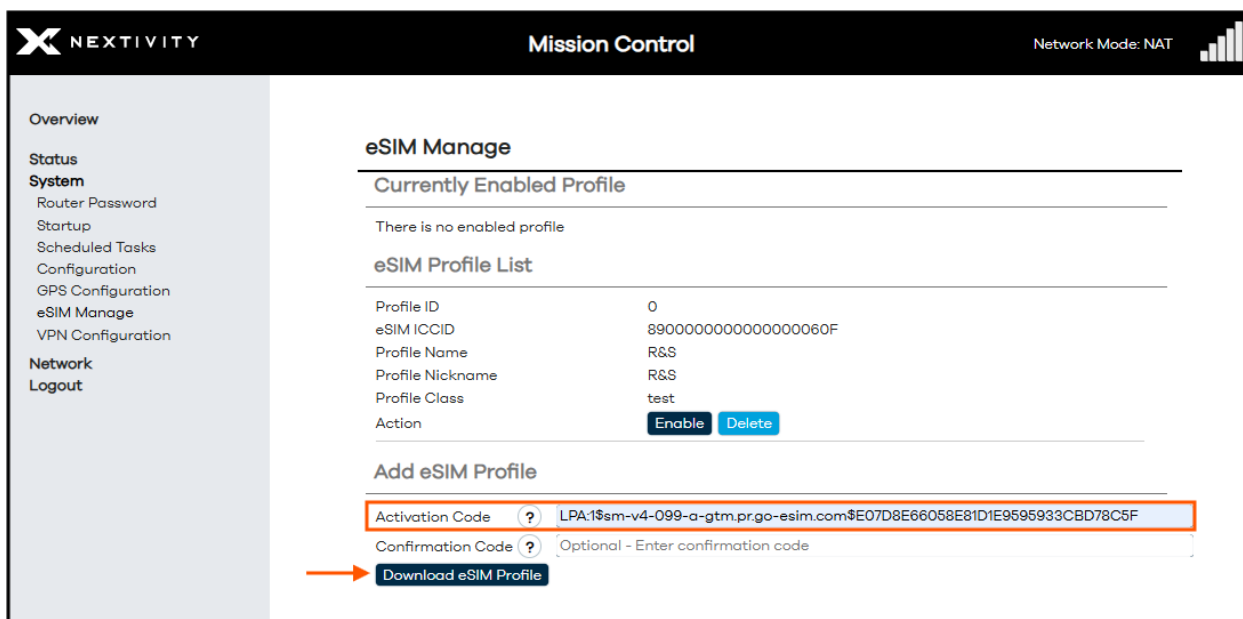 NEXTIVITY
Mission Control
Network Mode: NAT
Overview
Status
System
Router Password
Startup
Scheduled Tasks
Configuration
GPS Configuration
eSIM Manage
VPN Configuration
Network
Logout
eSIM Manage
Currently Enabled Profile
There is no enabled profile
eSIM Profile List
Profile ID 0
eSIM ICCID 8900000000000000060F
Profile Name R&S
Profile Nickname R&S
Profile Class test
Action Enable Delete
Add eSIM Profile
Activation Code ? LPA:1$sm-v4-099-a-gtm.pr.go-esim.com$E07D8E66058E81D1E9595933CBD78C5F
Confirmation Code ? Optional - Enter confirmation code
Download eSIM Profile